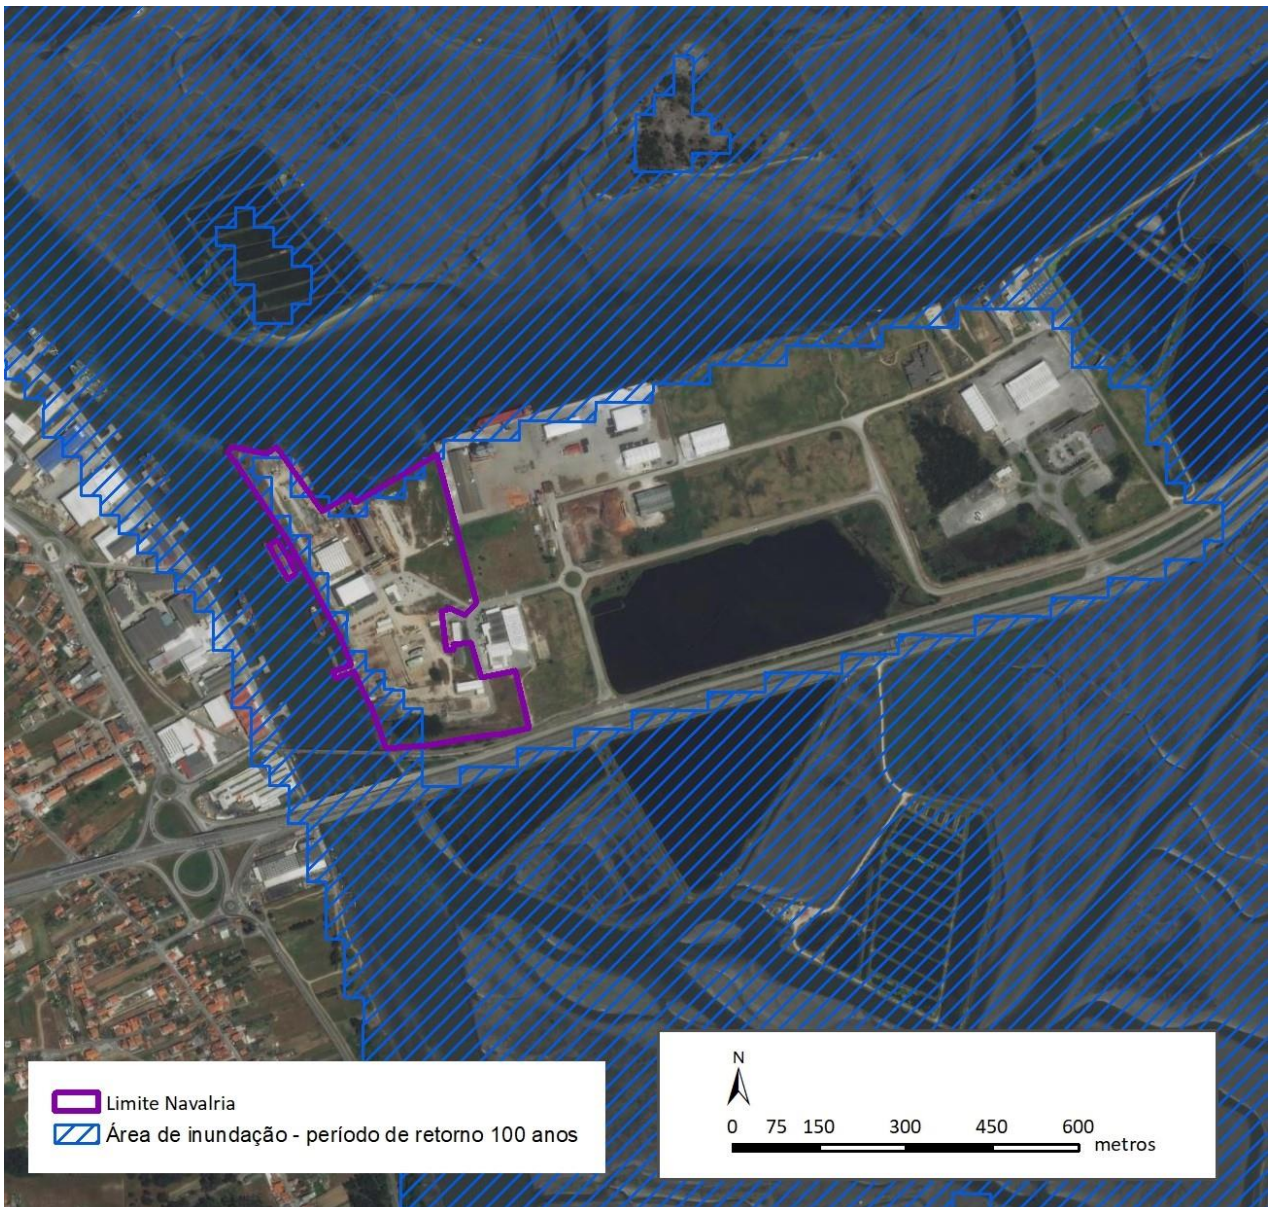 Limite Navalria
Área de inundação - período de retorno 100 anos
N
0 75 150 300 450 600
metros